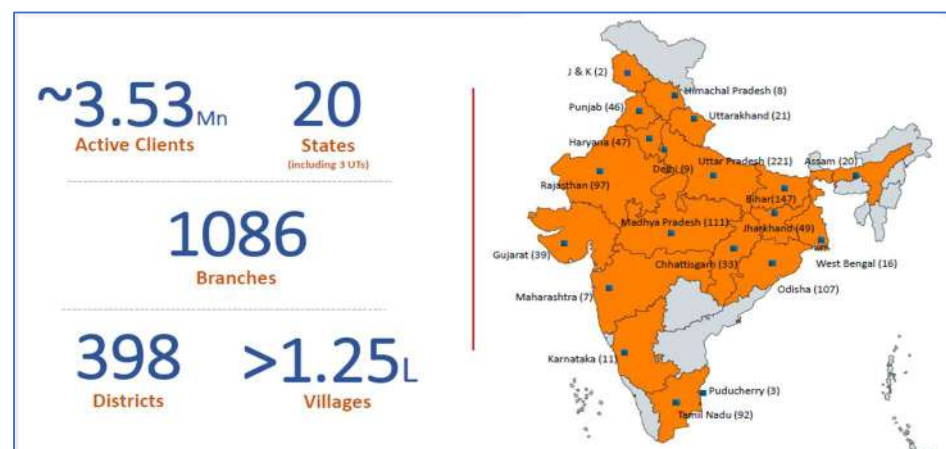 ~3.53 Mn
Active Clients
20
States
(including 3 UTs)
1086
Branches
398
Districts
>1.25L
Villages
J & K (2)
Himachal Pradesh (8)
Punjab (46)
Uttarakhand (21)
Haryana (47)
Delhi (9)
Uttar Pradesh (221)
Assam (20)
Rajasthan (97)
Bihar(147)
Madhya Pradesh (111)
Jharkhand (49)
Gujarat (39)
Chhattisgarh (33)
West Bengal (16)
Odisha (107)
Maharashtra (7)
Karnataka (11)
Puducherry (3)
Tamil Nadu (92)